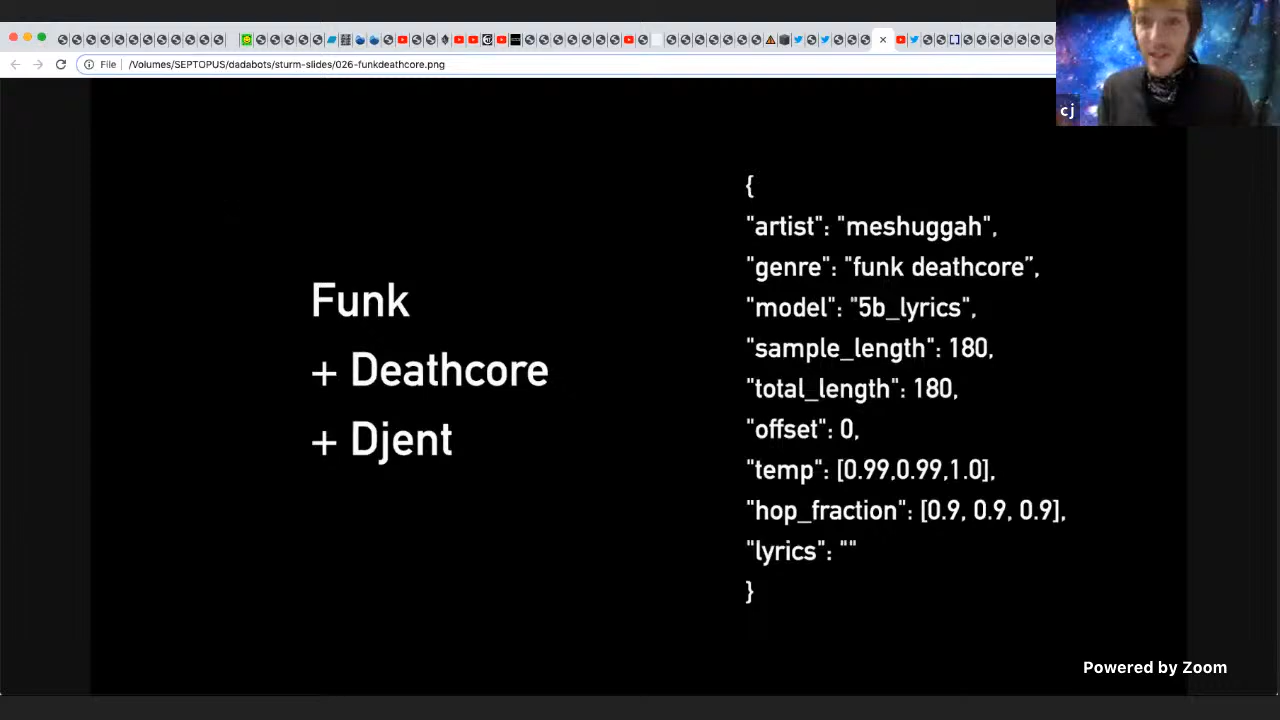 File
/Volumes/SEPTOPUS/dadabots/sturm-slides/026-funkdeathcore.png
cj
Funk
+ Deathcore
+ Djent
{
"artist": "meshuggah",
"genre": "funk deathcore”,
"model": "5b_lyrics",
"sample_length": 180,
"total_length": 180,
"offset": 0,
"temp": [0.99,0.99,1.0],
"hop_fraction": [0.9, 0.9, 0.9],
"lyrics": ""
}
Powered by Zoom